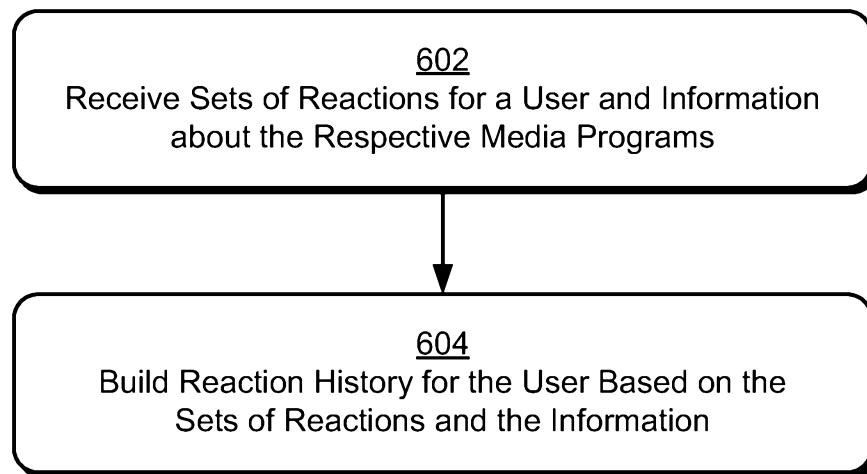 602
Receive Sets of Reactions for a User and Information
about the Respective Media Programs
604
Build Reaction History for the User Based on the
Sets of Reactions and the Information